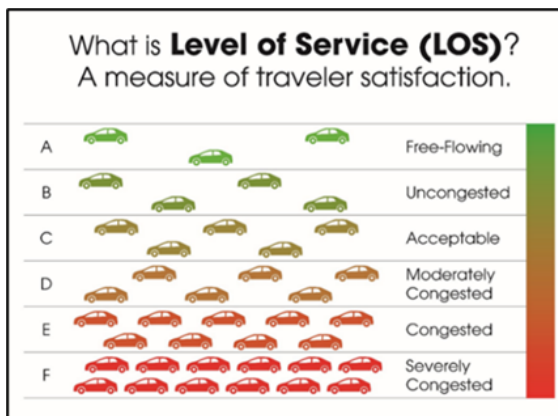 What is Level of Service (LOS)?
A measure of traveler satisfaction.
A Free-Flowing
B Uncongested
C Acceptable
D Moderately
Congested
E Congested
F Severely
Congested